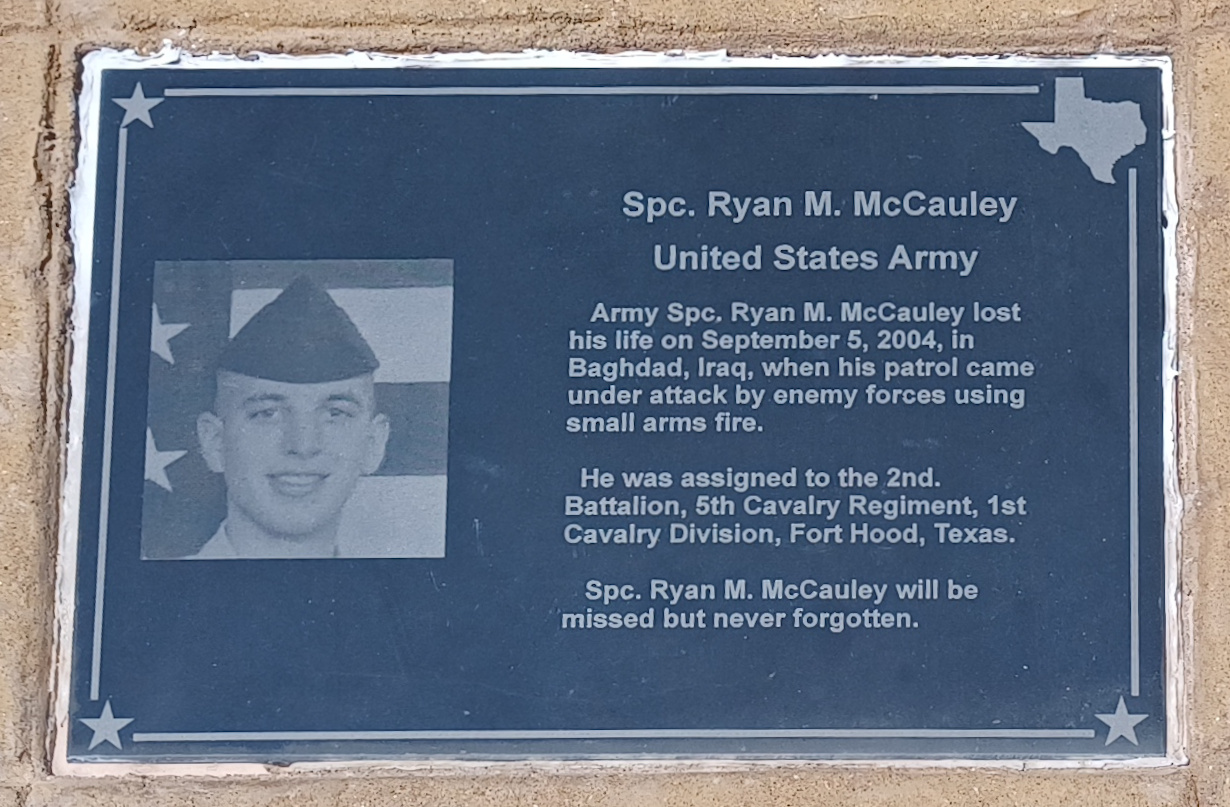 Spc. Ryan M. McCauley
United States Army
Army Spc. Ryan M. McCauley lost
his life on September 5, 2004, in
Baghdad, Iraq, when his patrol came
under attack by enemy forces using
small arms fire.
He was assigned to the 2nd.
Battalion, 5th Cavalry Regiment, 1st
Cavalry Division, Fort Hood, Texas.
Spc. Ryan M. McCauley will be
missed but never forgotten.